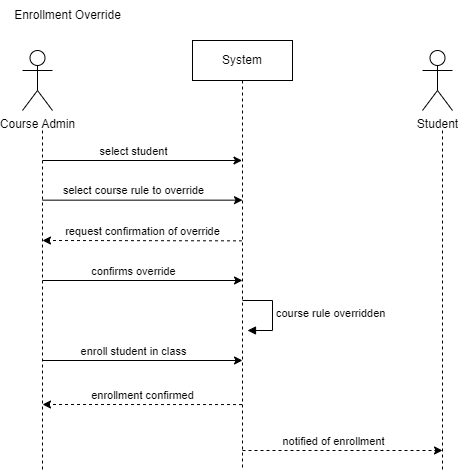 Enrollment Override
System
Course Admin
Student
select student
select course rule to override
request confirmation of override
confirms override
course rule overridden
enroll student in class
enrollment confirmed
notified of enrollment